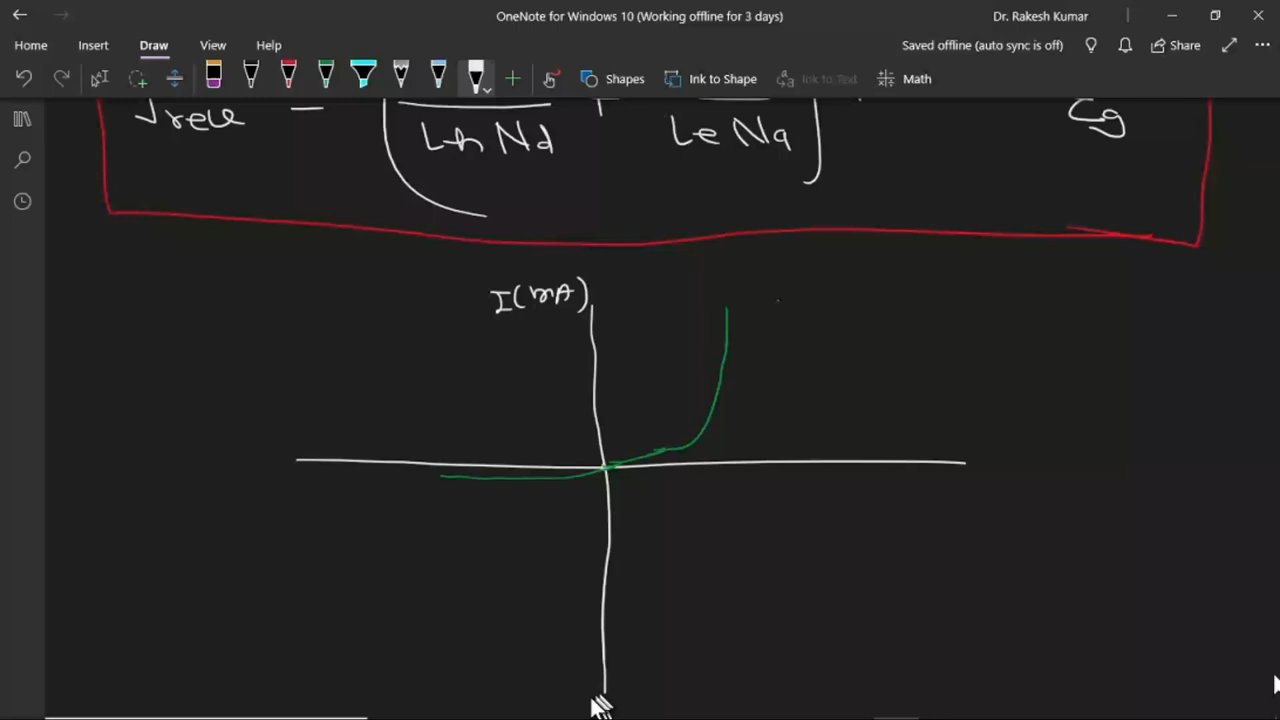 OneNote for Windows 10 (Working offline for 3 days)
Dr. Rakesh Kumar
Home Insert Draw View Help
Saved offline (auto sync is off)
Share
Shapes
Ink to Shape
Ink to Text
Math
Lh Nd
Le Na
I(mA)